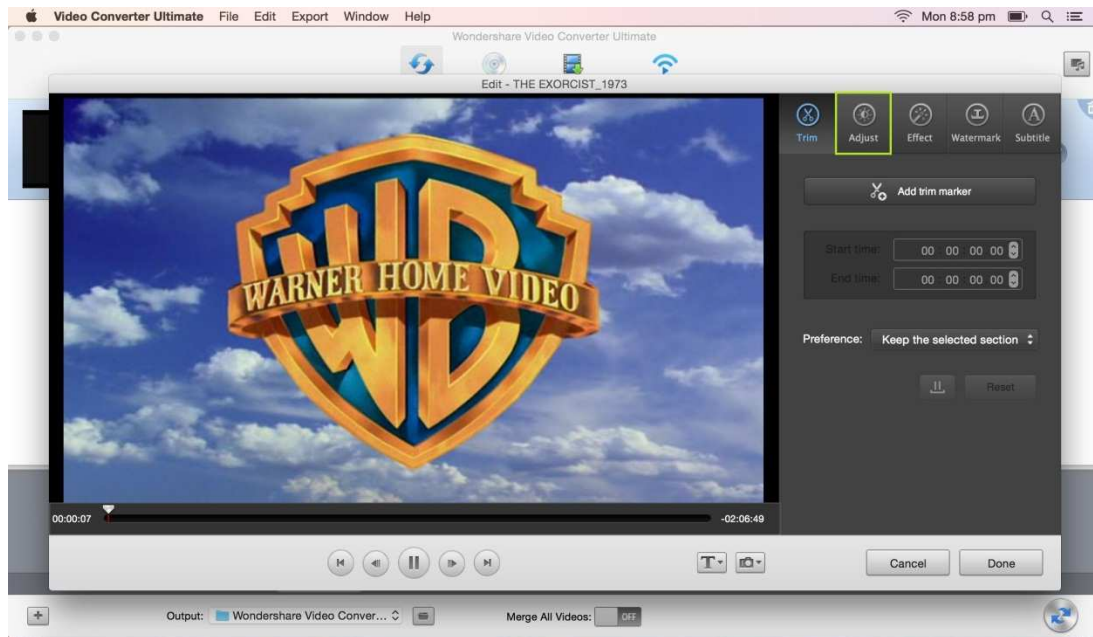 Video Converter Ultimate File Edit Export Window Help Mon 8:58 pm
Wondershare Video Converter Ultimate
Edit - THE EXORCIST_1973
Trim Adjust Effect Watermark Subtitle
Add trim marker
Start time: 00 00 00 00
End time: 00 00 00 00
WARNER HOME VIDEO
WB
Preference: Keep the selected section
Reset
00:00:07 -02:06:49
T
Cancel Done
Output: Wondershare Video Conver... Merge All Videos: OFF